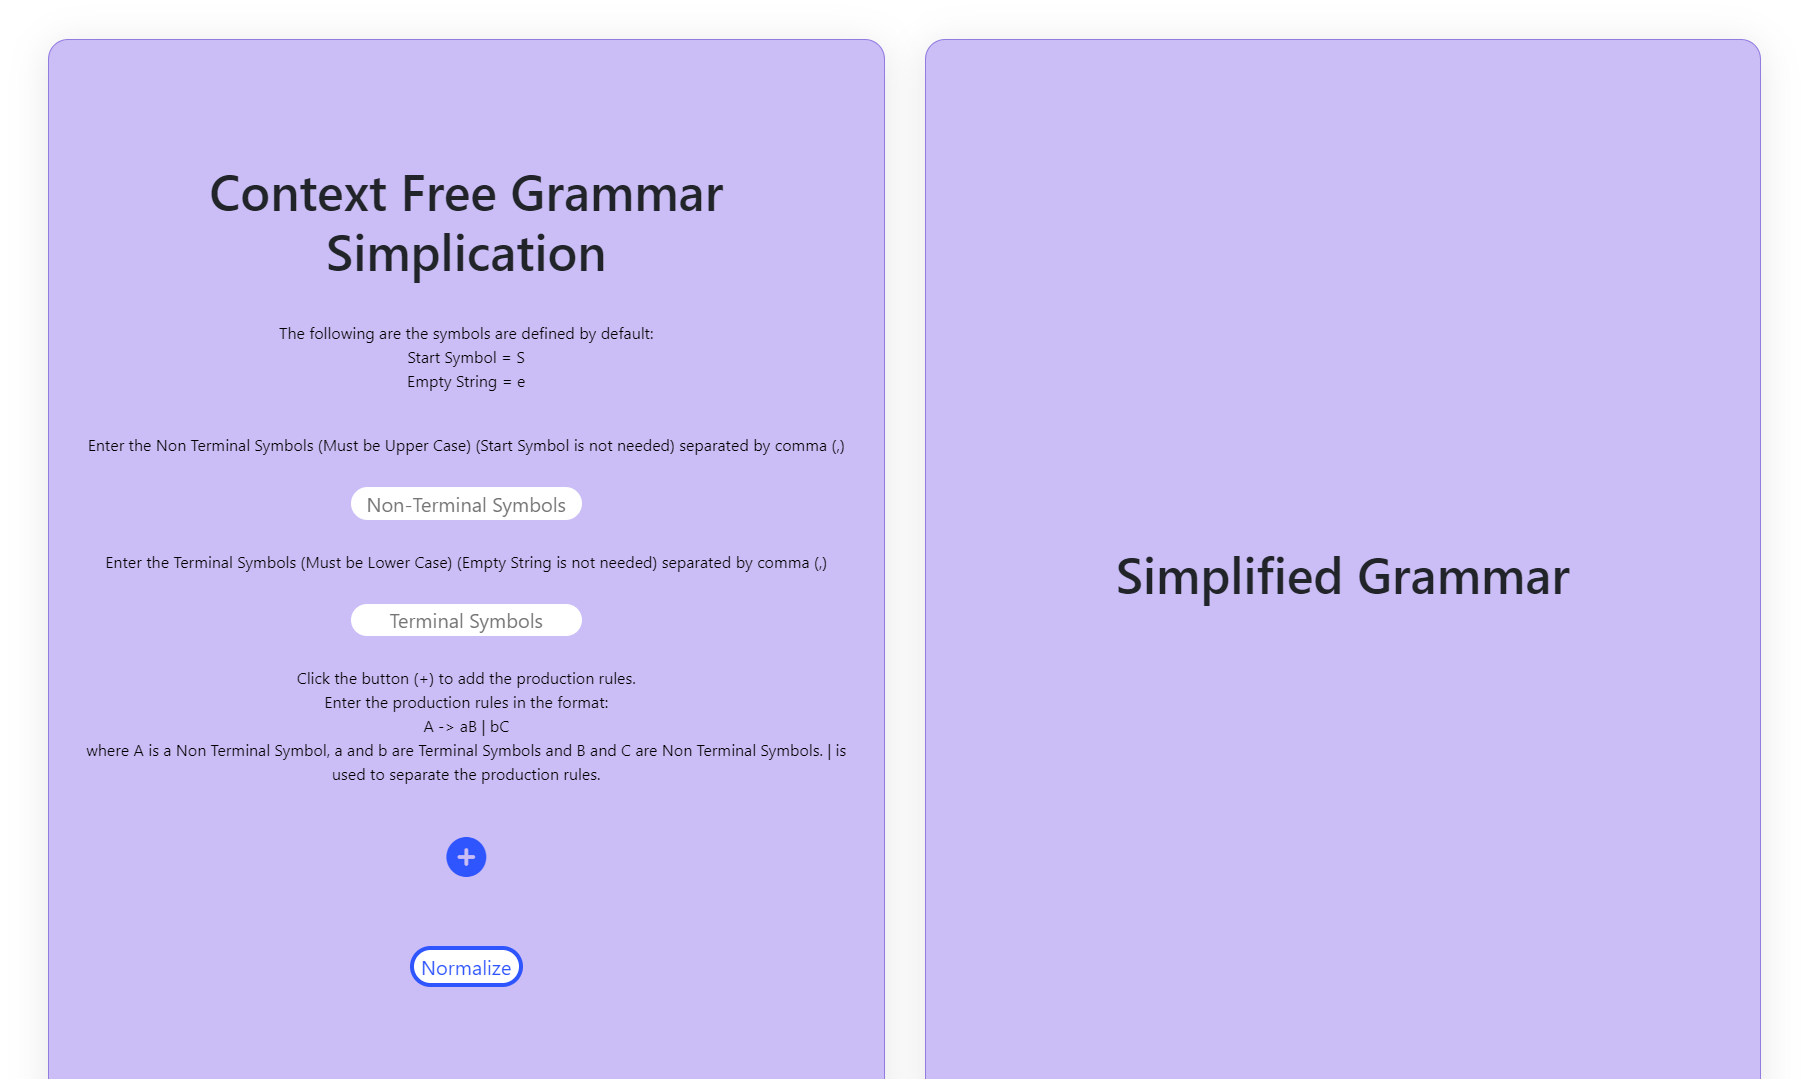 Context Free Grammar
Simplication
The following are the symbols are defined by default:
Start Symbol = S
Empty String = e
Enter the Non Terminal Symbols (Must be Upper Case) (Start Symbol is not needed) separated by comma (,)
Non-Terminal Symbols
Enter the Terminal Symbols (Must be Lower Case) (Empty String is not needed) separated by comma (,)
Terminal Symbols
Click the button (+) to add the production rules.
Enter the production rules in the format:
A -> aB | bC
where A is a Non Terminal Symbol, a and b are Terminal Symbols and B and C are Non Terminal Symbols. | is
used to separate the production rules.
+
Normalize
Simplified Grammar